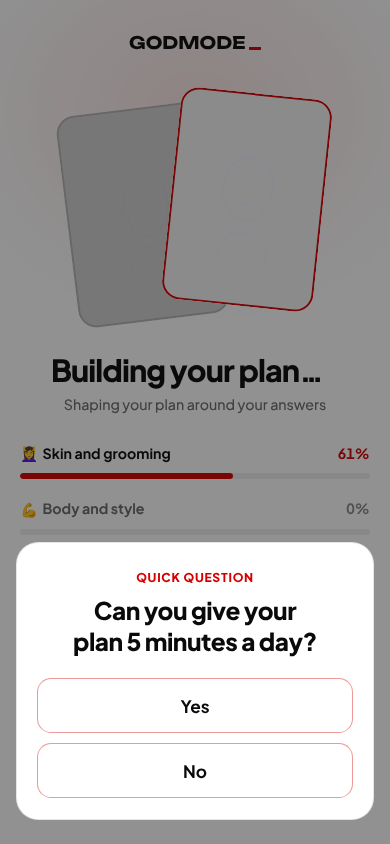 GODMODE_
Building your plan...
Shaping your plan around your answers
💆‍♀️ Skin and grooming 61%
💪 Body and style 0%
QUICK QUESTION
Can you give your
plan 5 minutes a day?
Yes
No